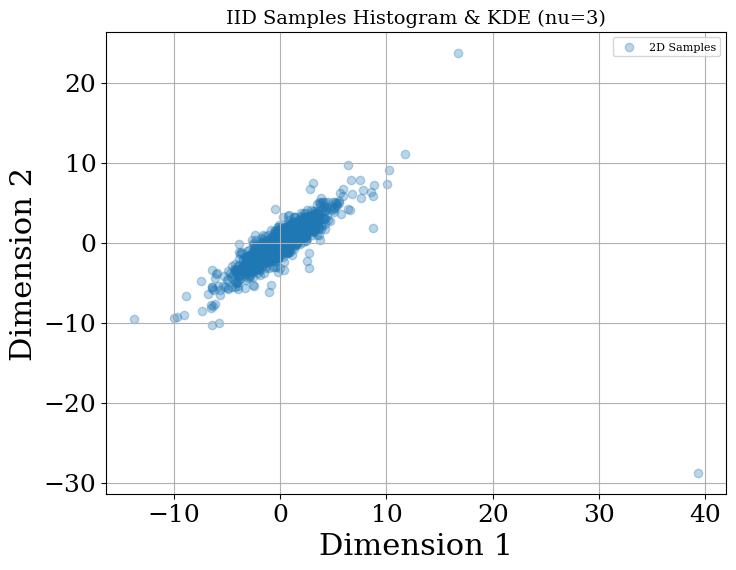 IID Samples Histogram & KDE (nu=3)
2D Samples
20
10
0
−10
−20
−30
Dimension 2
−10 0 10 20 30 40
Dimension 1